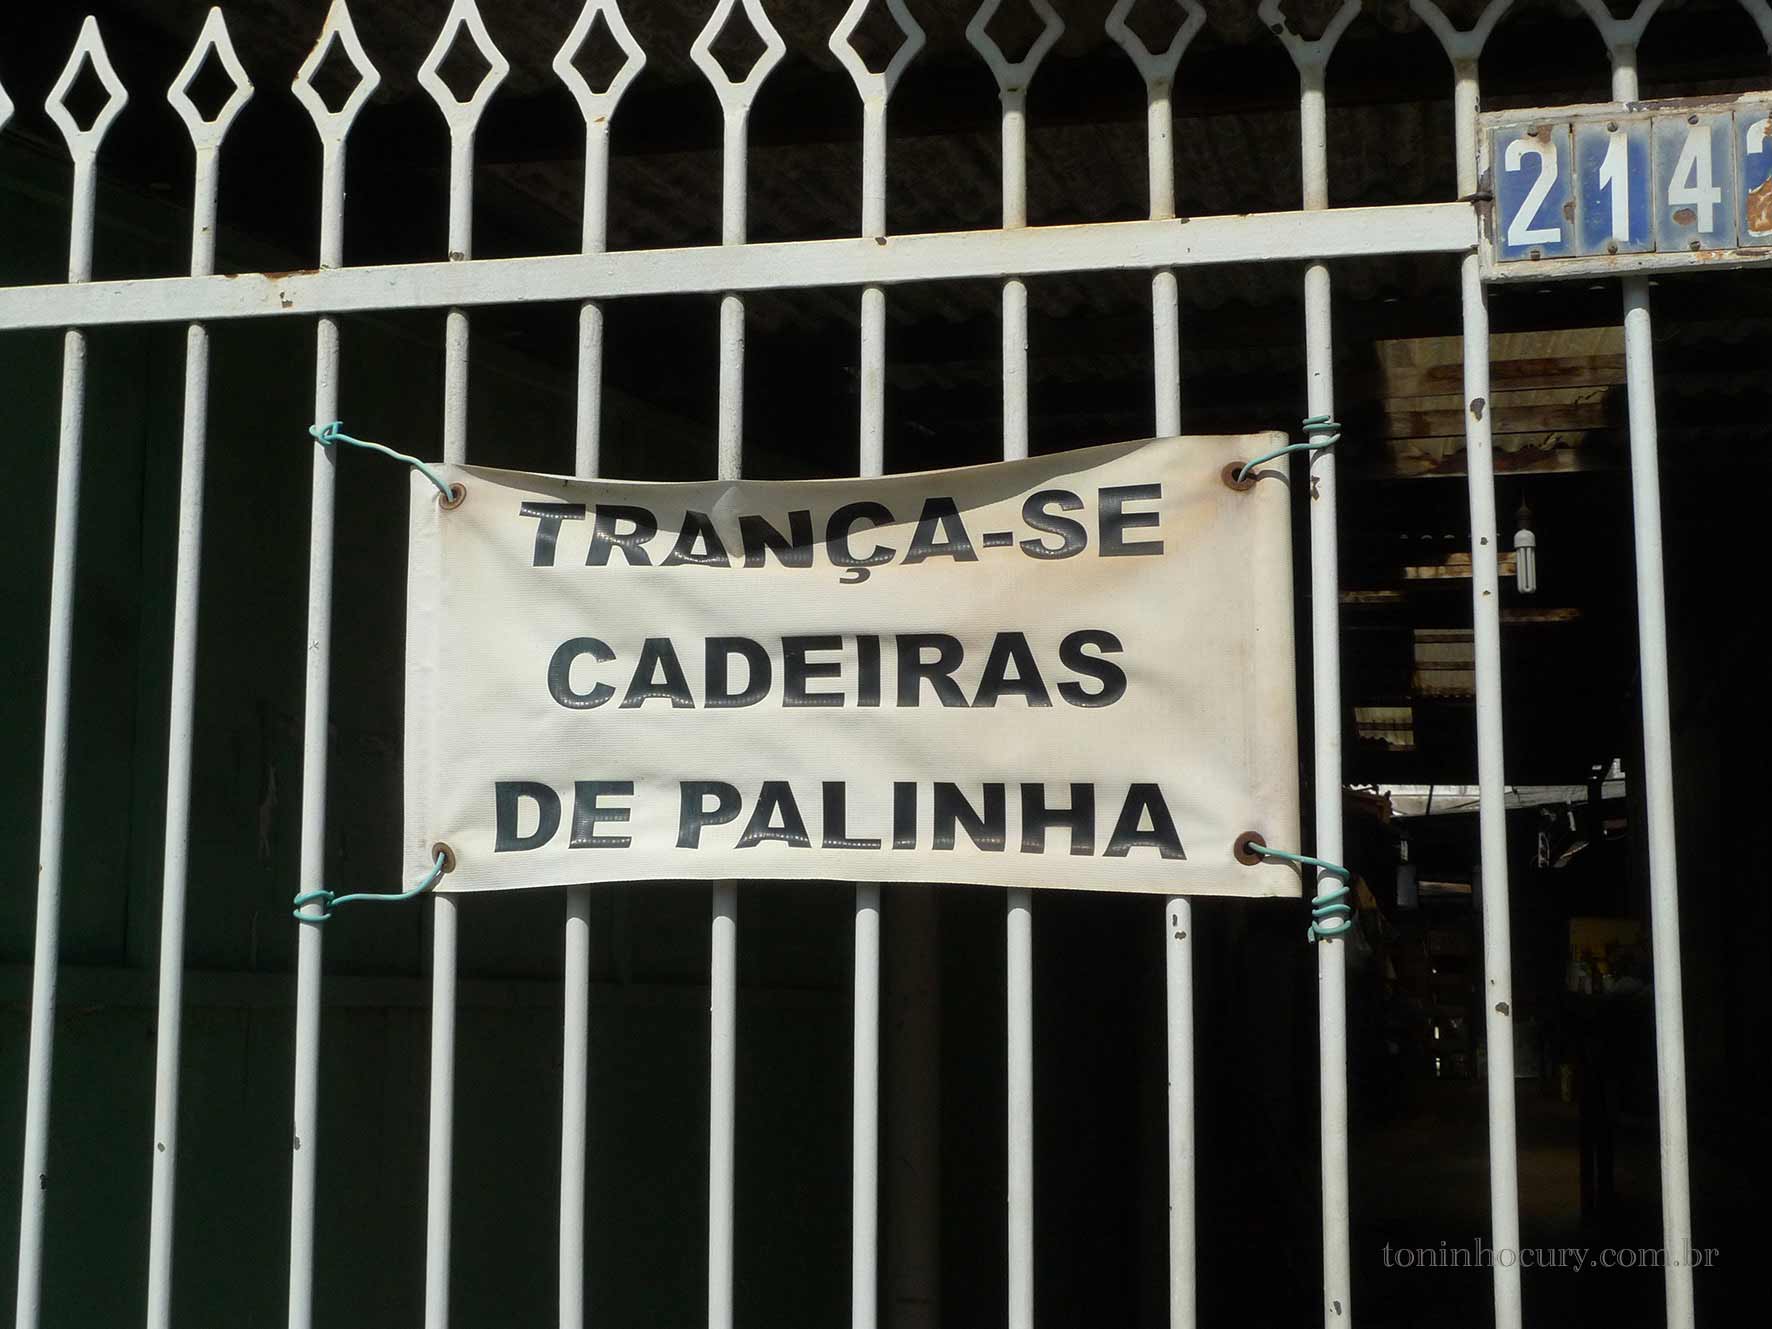 214
TRANÇA-SE
CADEIRAS
DE PALINHA
toninhocury.com.br